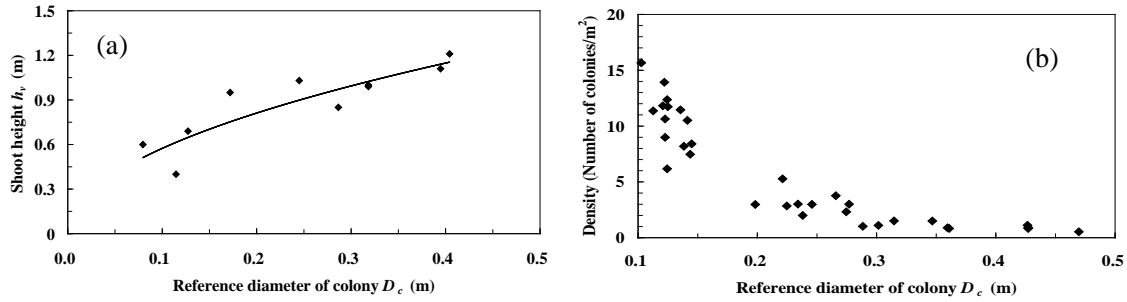 (a)
Shoot height h_v (m)
1.5
1.2
0.9
0.6
0.3
0
0.0 0.1 0.2 0.3 0.4 0.5
Reference diameter of colony D_c (m)
(b)
Density (Number of colonies/m²)
20
15
10
5
0
0.1 0.2 0.3 0.4 0.5
Reference diameter of colony D_c (m)